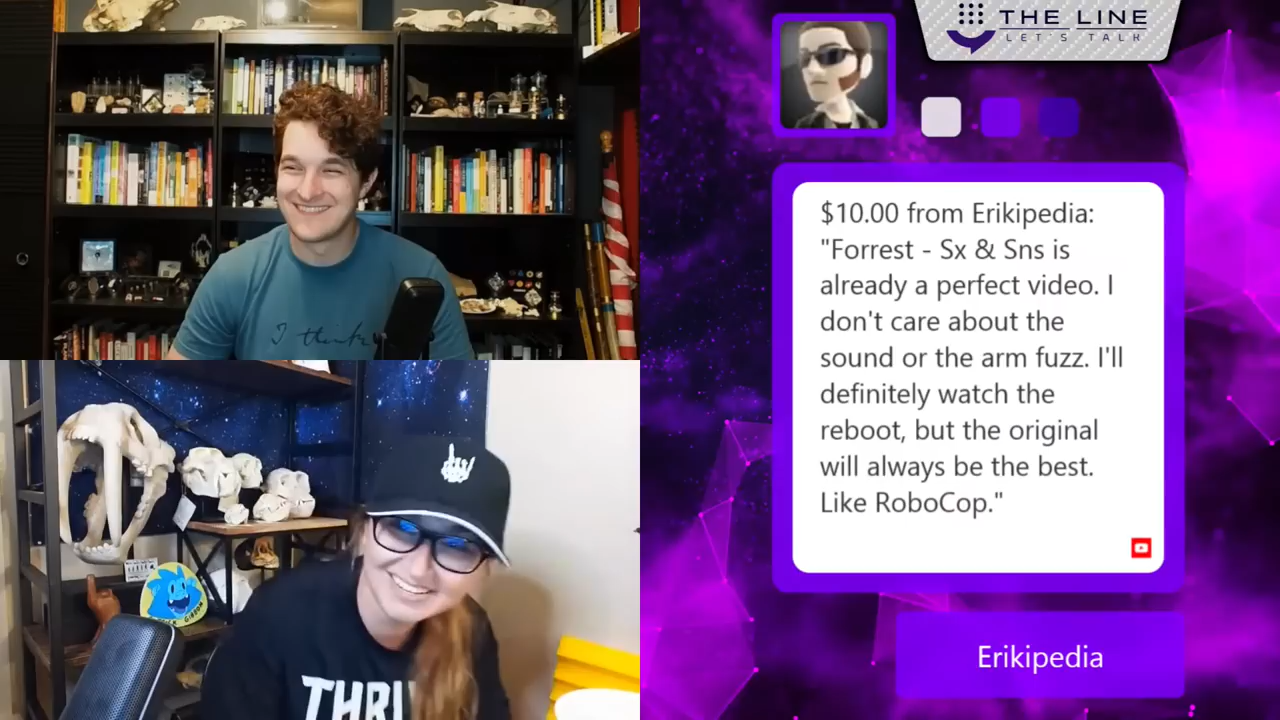 THE LINE
LET'S TALK
$10.00 from Erikipedia:
"Forrest - Sx & Sns is
already a perfect video. I
don't care about the
sound or the arm fuzz. I'll
definitely watch the
reboot, but the original
will always be the best.
Like RoboCop."
Erikipedia
I think
THRI